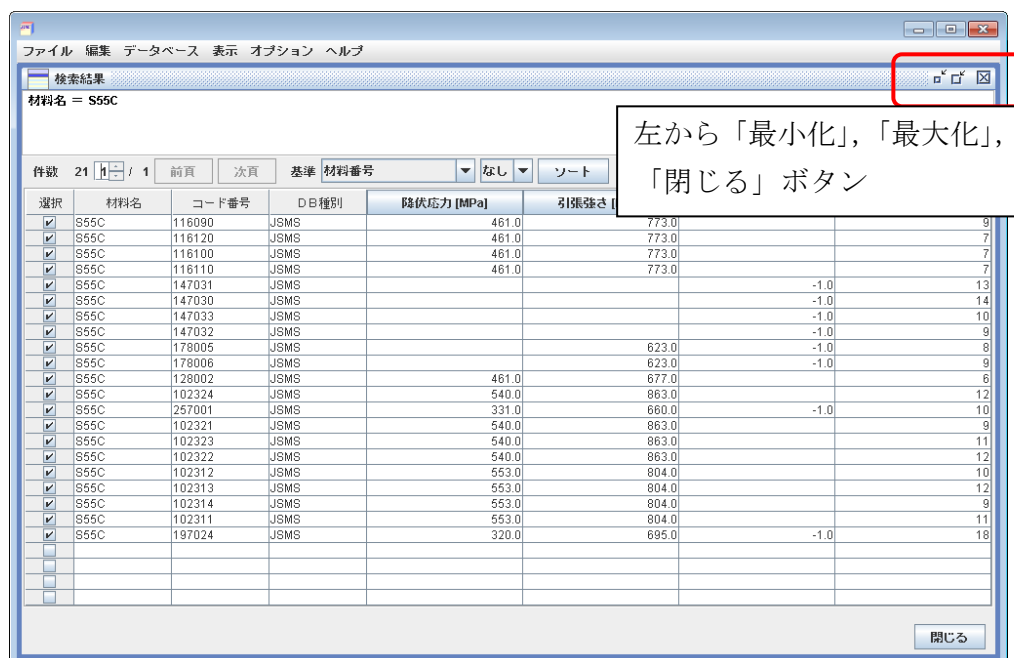 ファイル 編集 データベース 表示 オプション ヘルプ
検索結果
材料名 = S55C
左から「最小化」,「最大化」,
「閉じる」ボタン
件数 21 1 / 1 前頁 次頁 基準 材料番号 なし ソート
選択 材料名 コード番号 DB種別 降伏応力 [MPa] 引張強さ [
S55C 116090 JSMS 461.0 773.0 9
S55C 116120 JSMS 461.0 773.0 7
S55C 116100 JSMS 461.0 773.0 7
S55C 116110 JSMS 461.0 773.0 7
S55C 147031 JSMS -1.0 13
S55C 147030 JSMS -1.0 14
S55C 147033 JSMS -1.0 10
S55C 147032 JSMS -1.0 9
S55C 178005 JSMS 623.0 -1.0 8
S55C 178006 JSMS 623.0 -1.0 9
S55C 128002 JSMS 461.0 677.0 6
S55C 102324 JSMS 540.0 863.0 12
S55C 257001 JSMS 331.0 660.0 -1.0 10
S55C 102321 JSMS 540.0 863.0 9
S55C 102323 JSMS 540.0 863.0 11
S55C 102322 JSMS 540.0 863.0 12
S55C 102312 JSMS 553.0 804.0 10
S55C 102313 JSMS 553.0 804.0 12
S55C 102314 JSMS 553.0 804.0 9
S55C 102311 JSMS 553.0 804.0 11
S55C 197024 JSMS 320.0 695.0 -1.0 18
閉じる